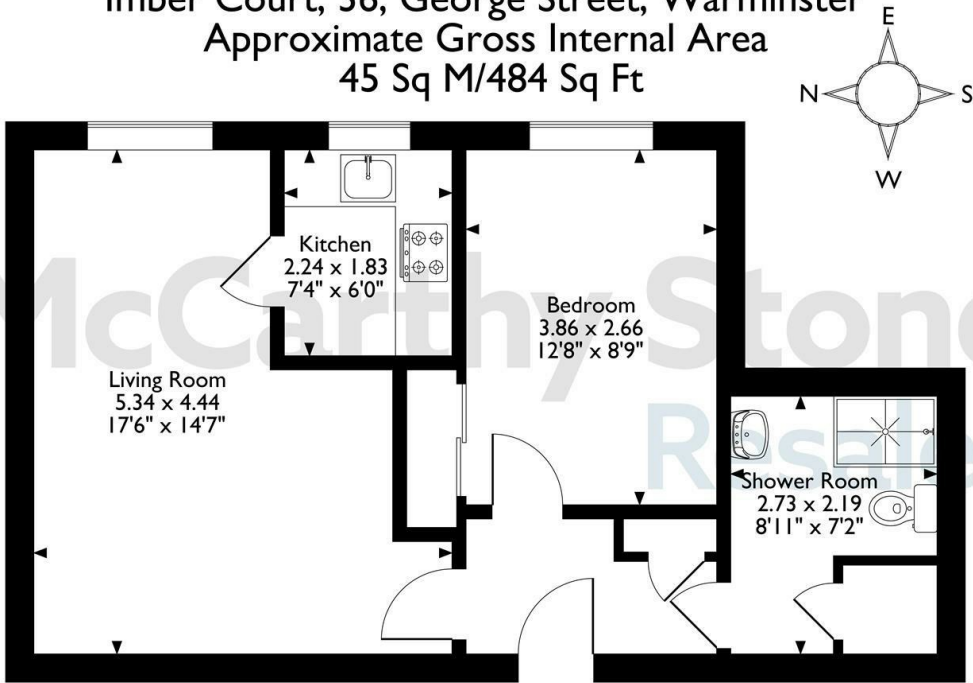 Imber Court, 36, George Street, Warminster
Approximate Gross Internal Area
45 Sq M/484 Sq Ft
E
N
S
W
Kitchen
2.24 x 1.83
7'4" x 6'0"
Bedroom
3.86 x 2.66
12'8" x 8'9"
McCarthy Stone
Resale
Living Room
5.34 x 4.44
17'6" x 14'7"
Shower Room
2.73 x 2.19
8'11" x 7'2"